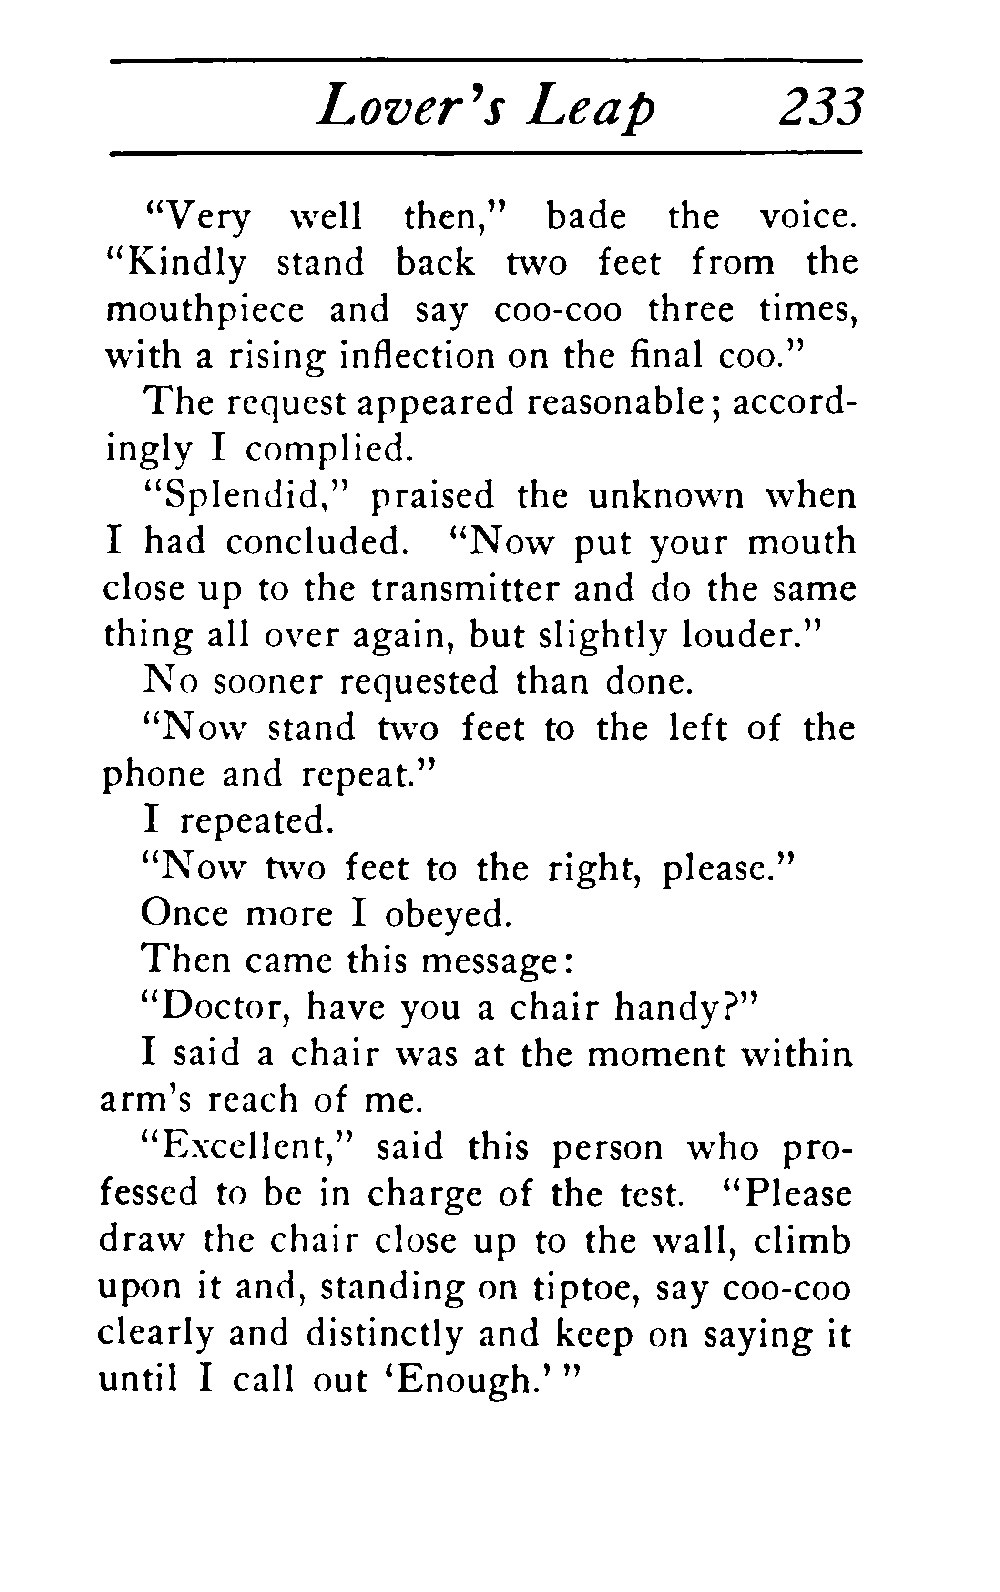 Lover's Leap 233
“Very well then,” bade the voice.
“Kindly stand back two feet from the
mouthpiece and say coo-coo three times,
with a rising inflection on the final coo.”
The request appeared reasonable; accord-
ingly I complied.
“Splendid,” praised the unknown when
I had concluded. “Now put your mouth
close up to the transmitter and do the same
thing all over again, but slightly louder.”
No sooner requested than done.
“Now stand two feet to the left of the
phone and repeat.”
I repeated.
“Now two feet to the right, please.”
Once more I obeyed.
Then came this message:
“Doctor, have you a chair handy?”
I said a chair was at the moment within
arm's reach of me.
“Excellent,” said this person who pro-
fessed to be in charge of the test. “Please
draw the chair close up to the wall, climb
upon it and, standing on tiptoe, say coo-coo
clearly and distinctly and keep on saying it
until I call out ‘Enough.’ ”